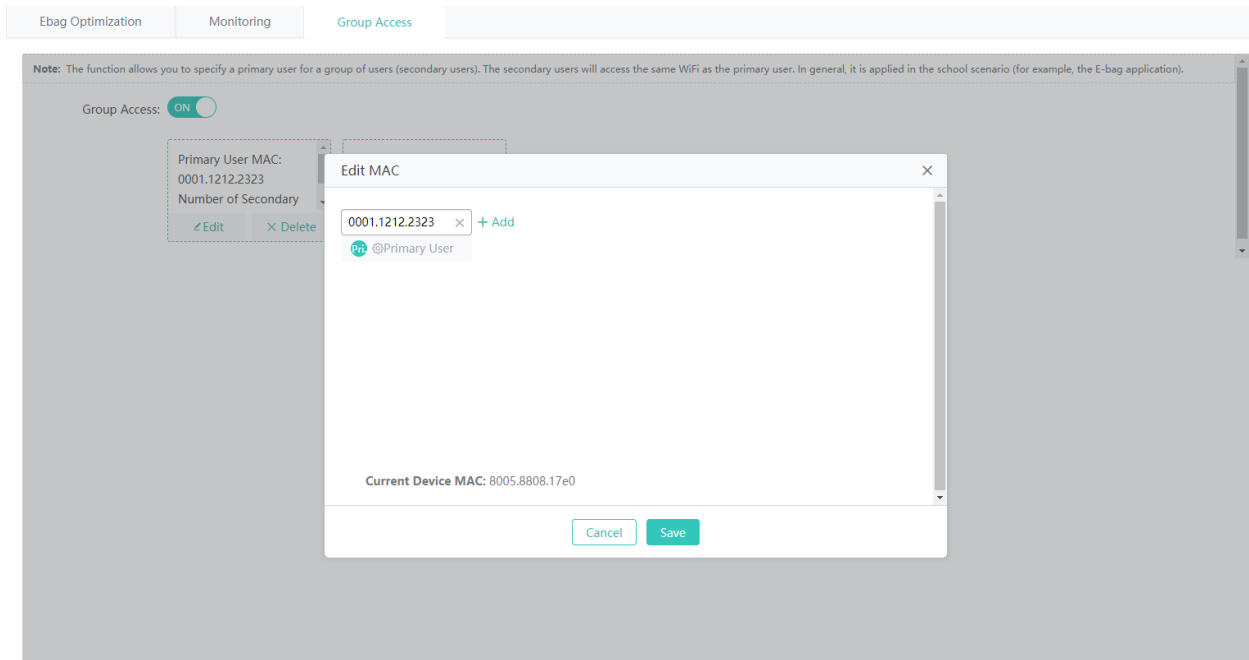 Ebag Optimization
Monitoring
Group Access
Note: The function allows you to specify a primary user for a group of users (secondary users). The secondary users will access the same WiFi as the primary user. In general, it is applied in the school scenario (for example, the E-bag application).
Group Access: ON
Primary User MAC:
0001.1212.2323
Number of Secondary
Edit
Delete
Edit MAC
0001.1212.2323
+ Add
Pri. Primary User
Current Device MAC: 8005.8808.17e0
Cancel
Save